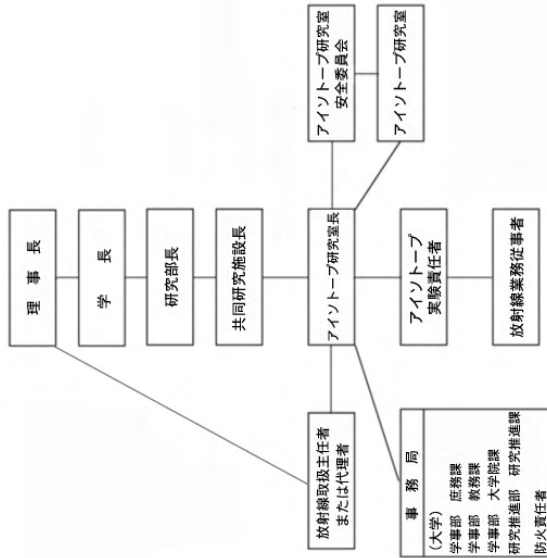 理事長
学長
研究部長
共同研究施設長
放射線取扱主任者
または代理者
アイソトープ研究室長
アイソトープ研究室
安全委員会
アイソトープ研究室
事務局
(大学)
学事部 庶務課
学事部 教務課
学事部 大学院課
研究推進部 研究推進課
防火責任者
アイソトープ
実験責任者
放射線業務従事者